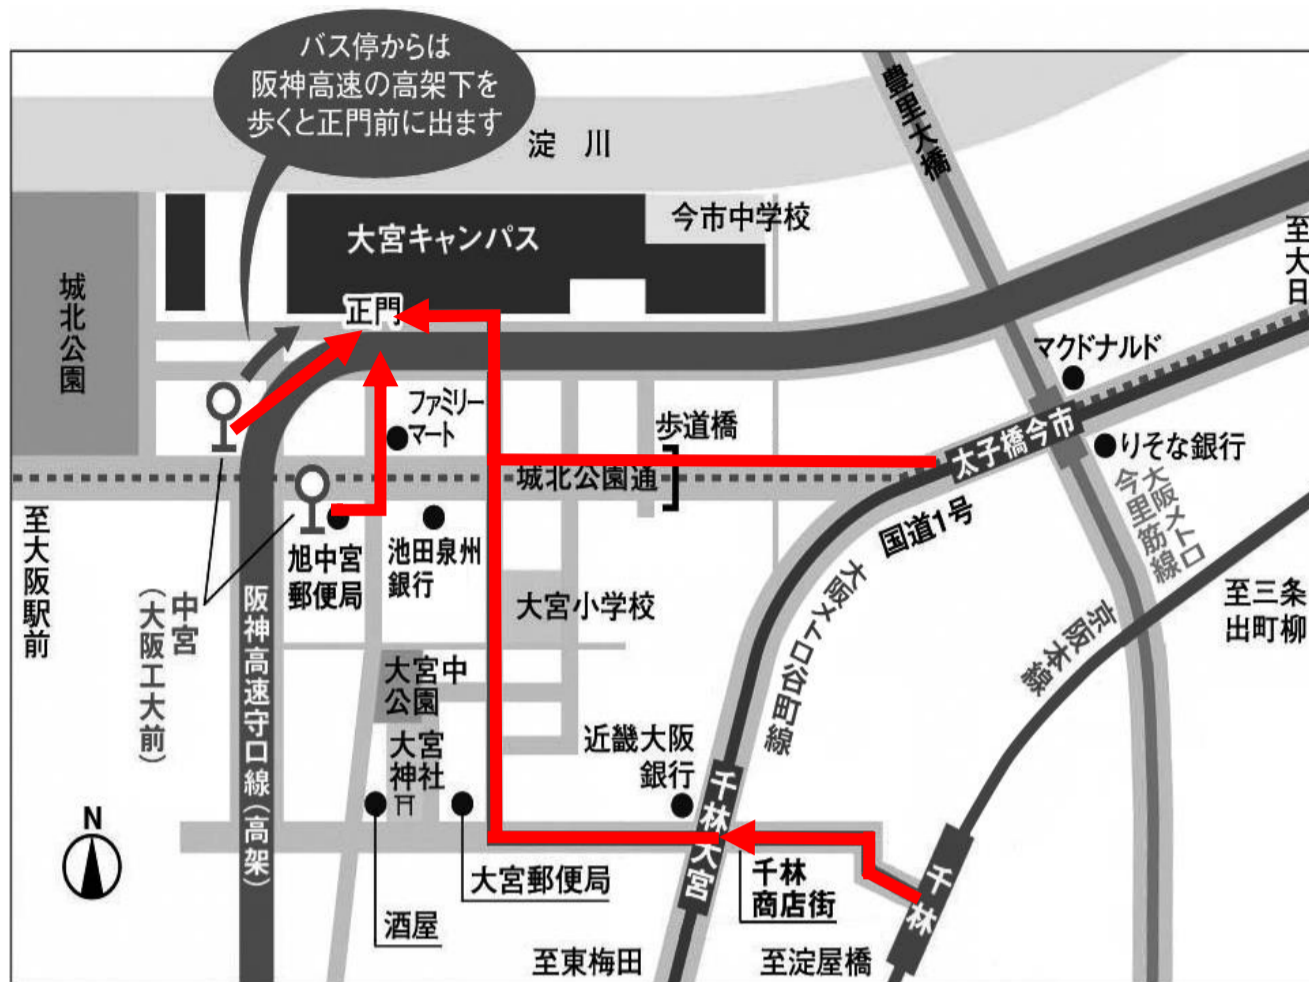 バス停からは
阪神高速の高架下を
歩くと正門前に出ます
淀川
豊里大橋
今市中学校
大宮キャンパス
至大日
城北公園
正門
マクドナルド
ファミリー
マート
歩道橋
太子橋今市
りそな銀行
城北公園通
大阪メトロ
今里筋線
国道1号
至大阪駅前
旭中宮
郵便局
池田泉州
銀行
大宮小学校
大阪メトロ谷町線
京阪本線
至三条
出町柳
中宮
(大阪工大前)
阪神高速守口線(高架)
大宮中
公園
大宮
神社
近畿大阪
銀行
千林大宮
N
大宮郵便局
千林
商店街
千林
酒屋
至東梅田
至淀屋橋